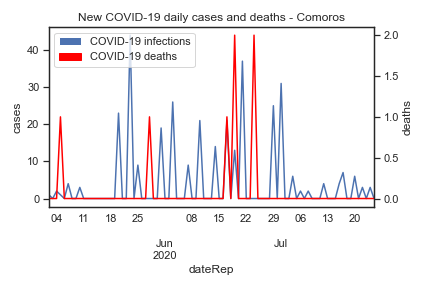 New COVID-19 daily cases and deaths - Comoros
COVID-19 infections
COVID-19 deaths
cases
40
30
20
10
0
deaths
2.0
1.5
1.0
0.5
0.0
04 11 18 25 08 15 22 29 06 13 20
Jun Jul
2020
dateRep